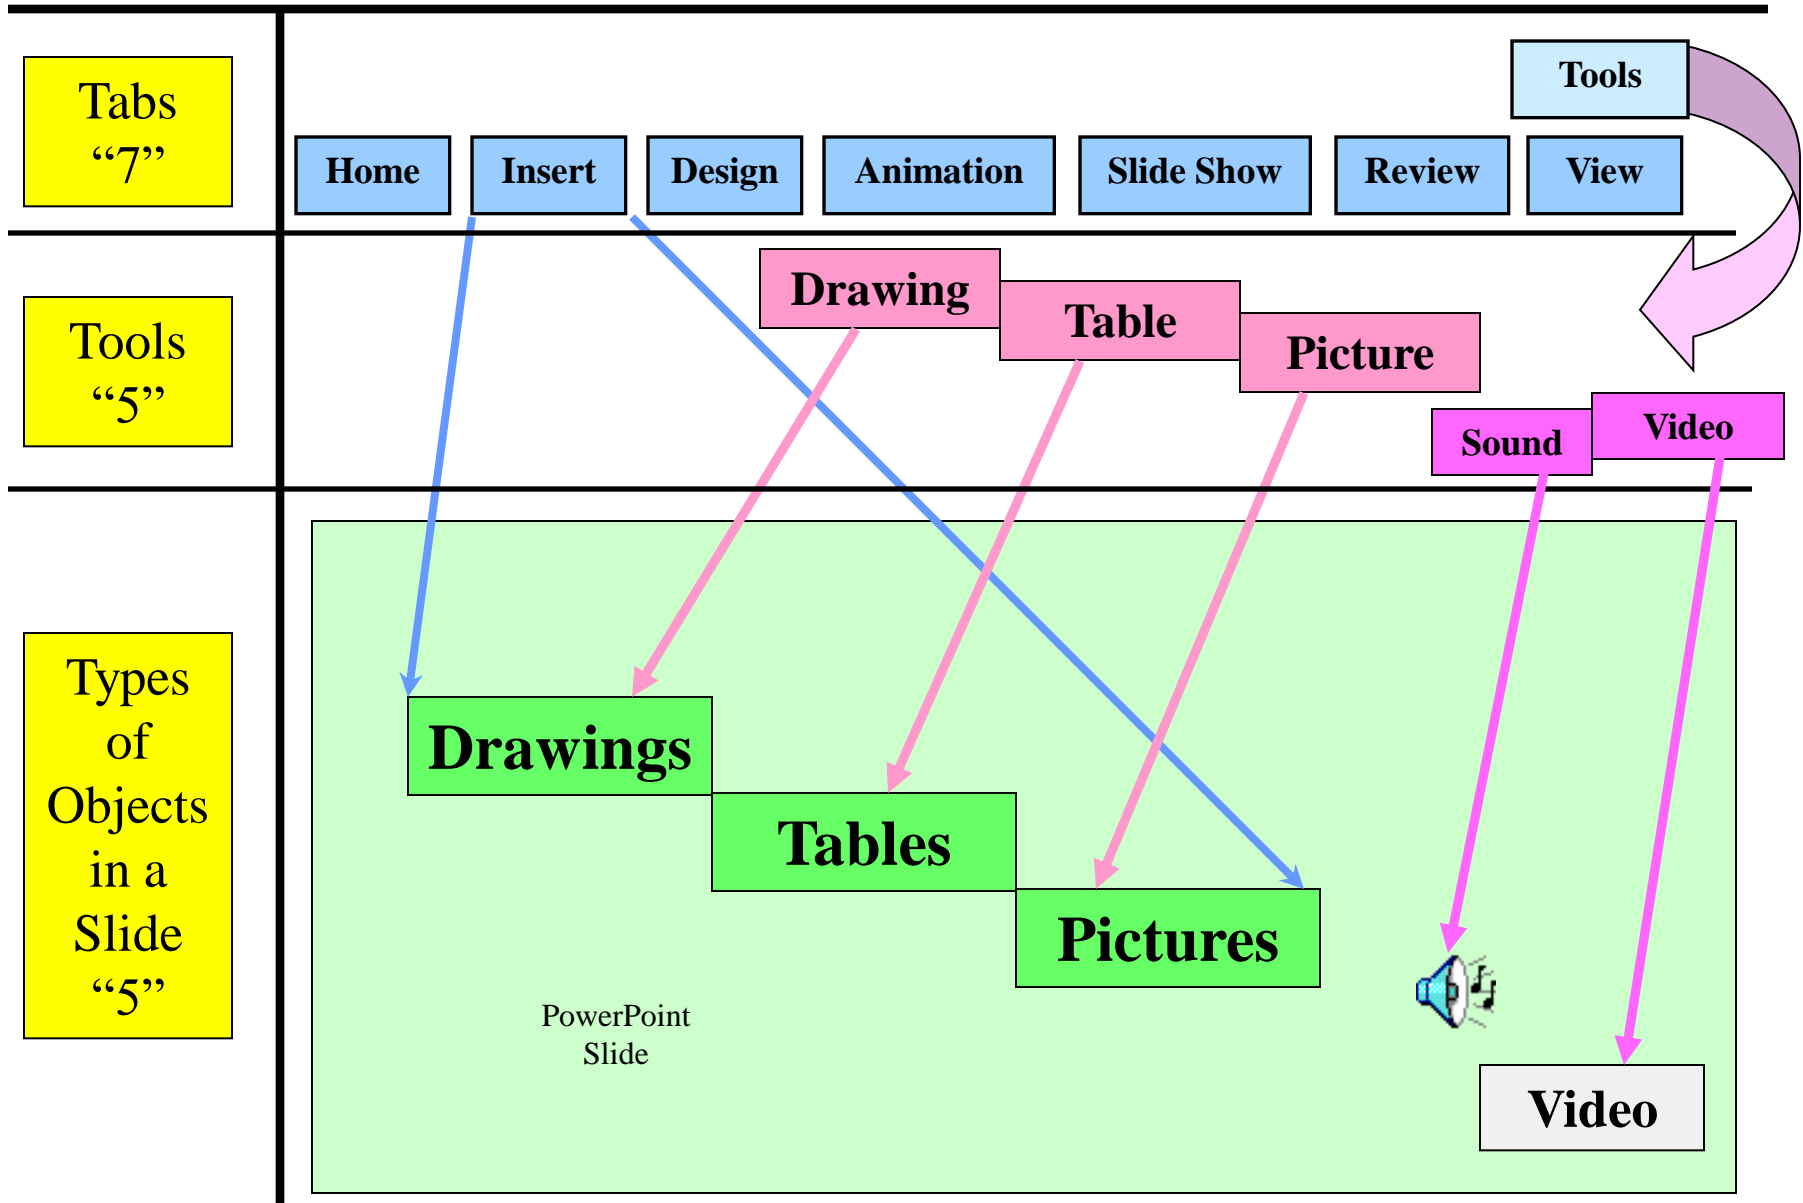 Tabs
“7”
Tools
Home
Insert
Design
Animation
Slide Show
Review
View
Tools
“5”
Drawing
Table
Picture
Sound
Video
Types
of
Objects
in a
Slide
“5”
Drawings
Tables
Pictures
PowerPoint
Slide
Video